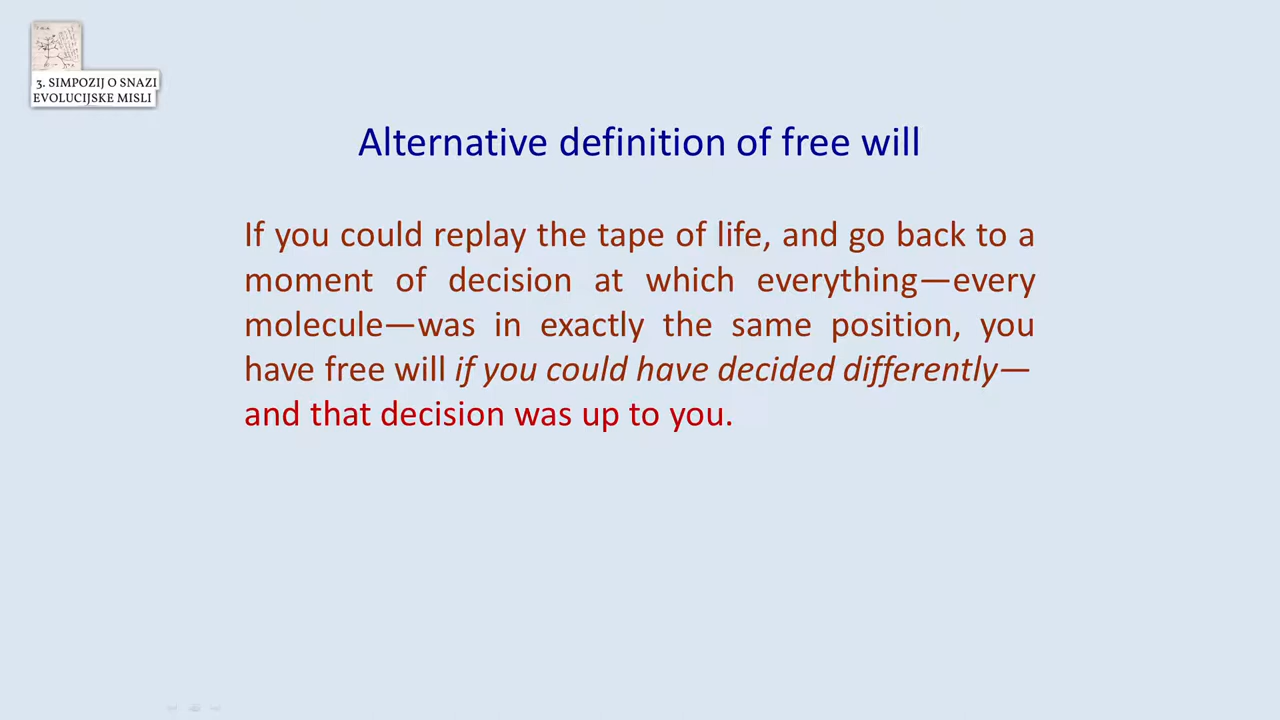 3. SIMPOZIJ O SNAZI
EVOLUCIJSKE MISLI
Alternative definition of free will
If you could replay the tape of life, and go back to a
moment of decision at which everything—every
molecule—was in exactly the same position, you
have free will if you could have decided differently—
and that decision was up to you.